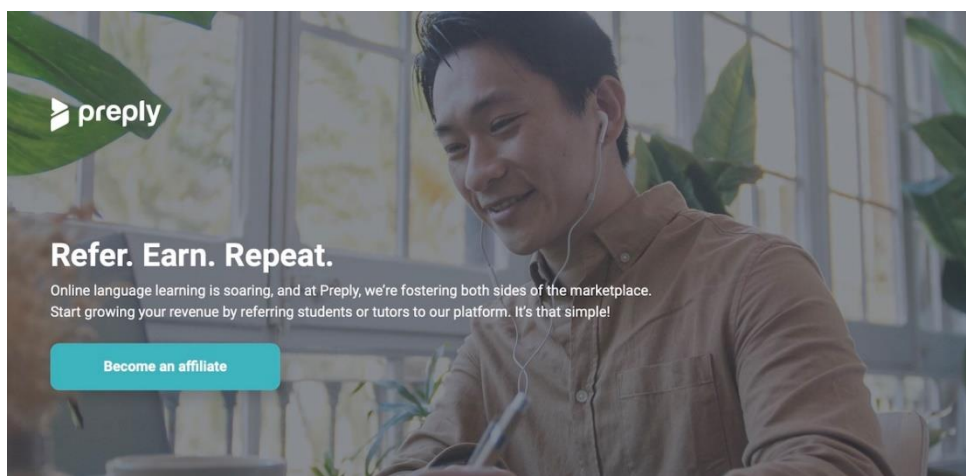 preply
Refer. Earn. Repeat.
Online language learning is soaring, and at Preply, we’re fostering both sides of the marketplace.
Start growing your revenue by referring students or tutors to our platform. It’s that simple!
Become an affiliate